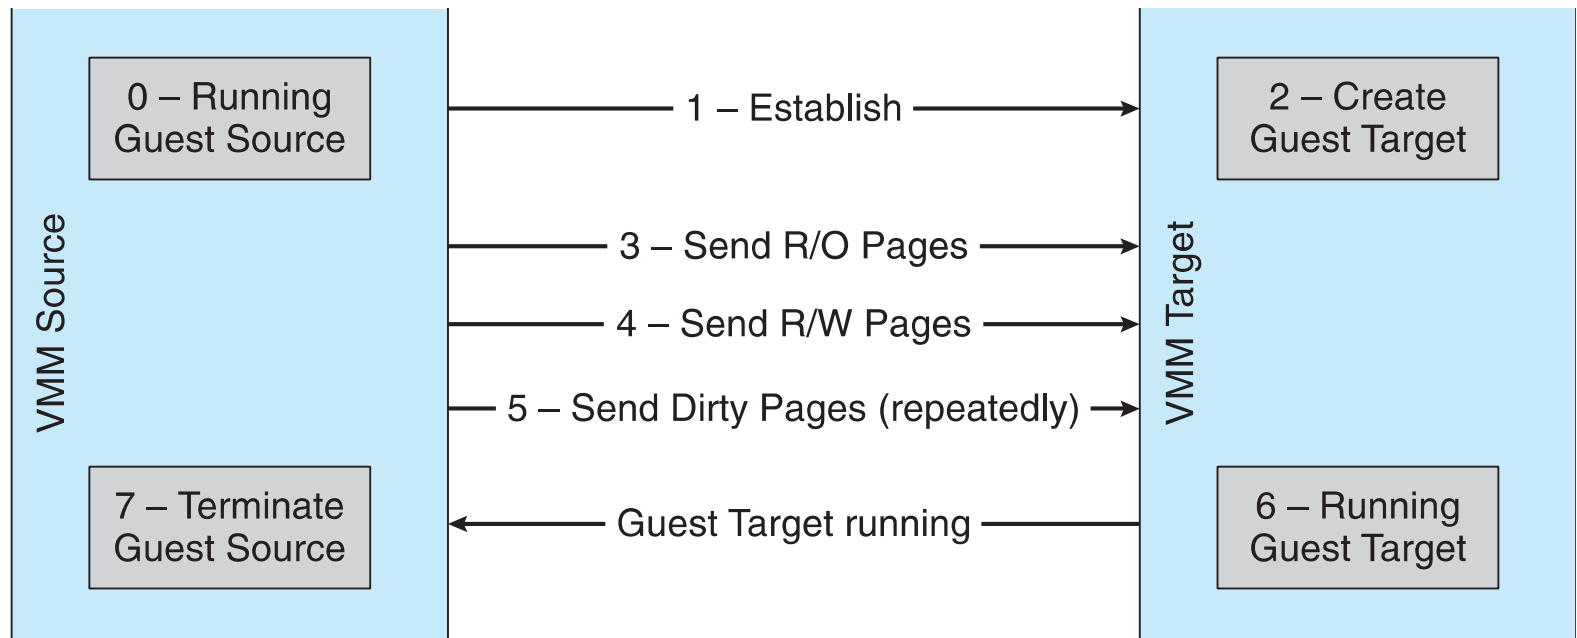 0 – Running
Guest Source
1 – Establish
2 – Create
Guest Target
VMM Source
3 – Send R/O Pages
4 – Send R/W Pages
5 – Send Dirty Pages (repeatedly)
VMM Target
7 – Terminate
Guest Source
Guest Target running
6 – Running
Guest Target